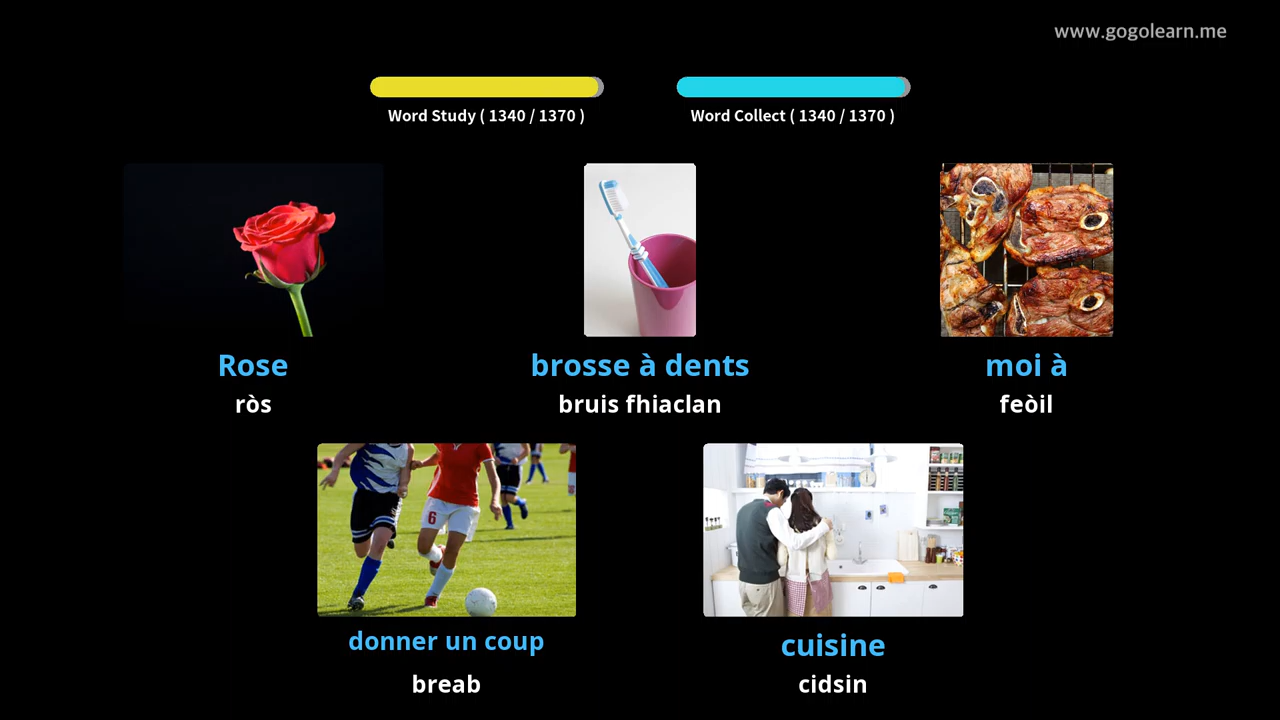 www.gogolearn.me
Word Study ( 1340 / 1370 )
Word Collect ( 1340 / 1370 )
Rose
ròs
brosse à dents
bruis fhiaclan
moi à
feòil
6
donner un coup
breab
cuisine
cidsin